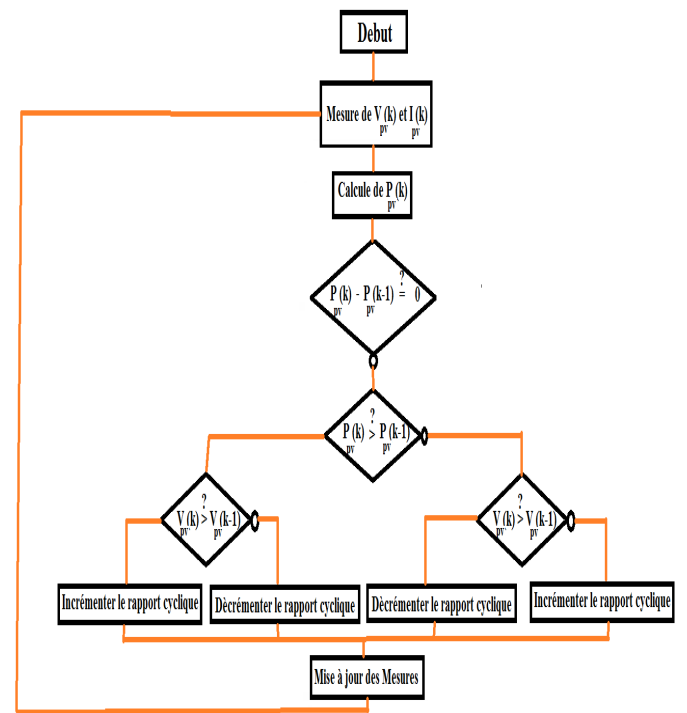 Debut
Mesure de V (k) et I (k)
pv pv
Calcule de P (k)
pv
?
P (k) - P (k-1) = 0
pv pv
?
P (k) > P (k-1)
pv pv
?
V (k) > V (k-1)
pv pv
?
V (k) > V (k-1)
pv pv
Incrémenter le rapport cyclique
Dècrémenter le rapport cyclique
Dècrémenter le rapport cyclique
Incrémenter le rapport cyclique
Mise à jour des Mesures